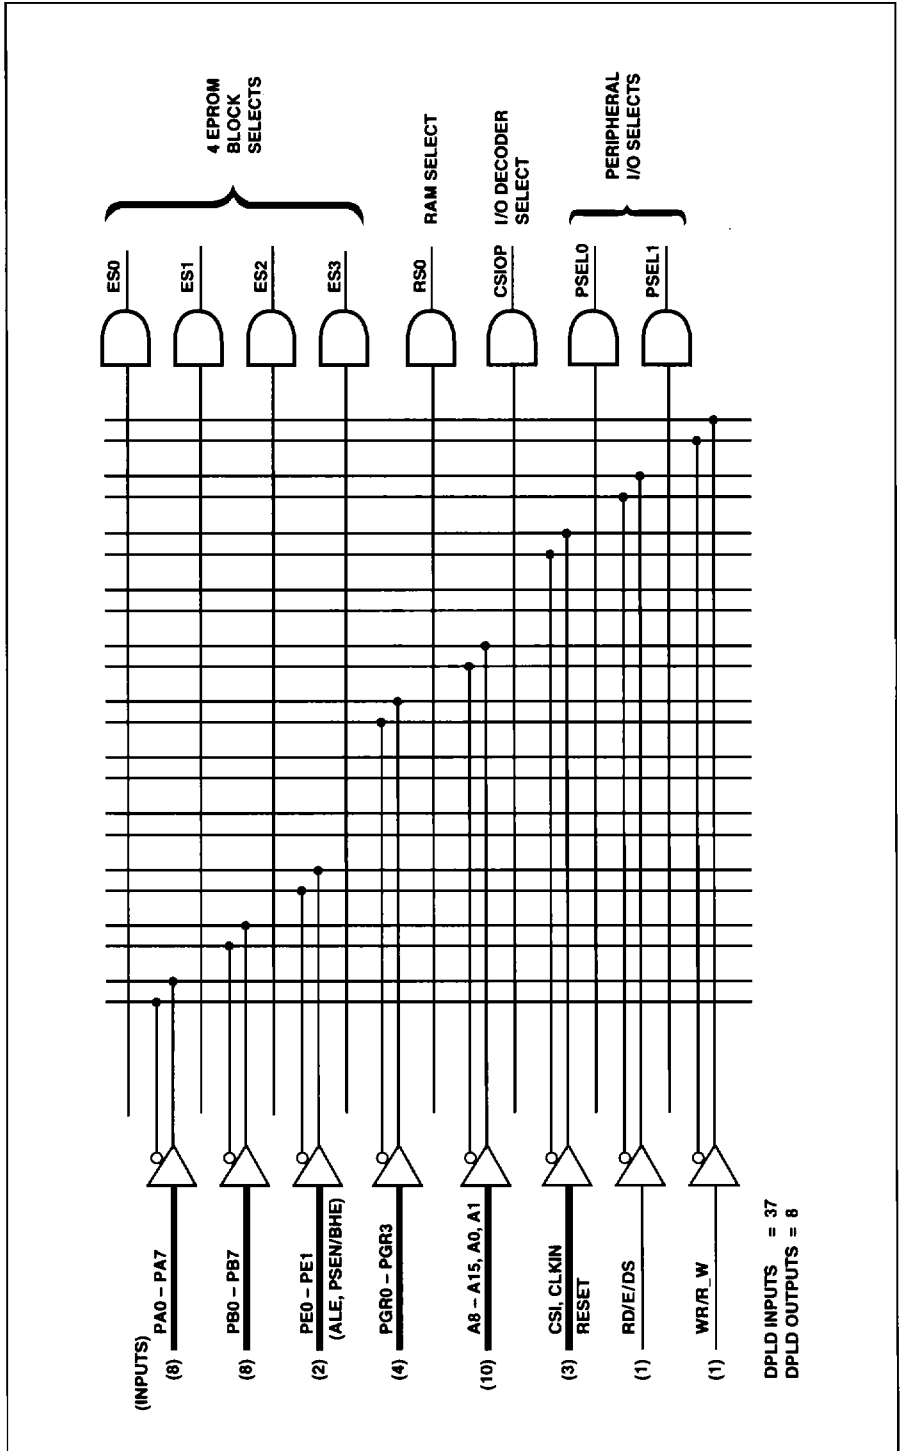 (INPUTS)
(8) PA0 – PA7
(8) PB0 – PB7
(2) PE0 – PE1
(ALE, PSEN/BHE)
(4) PGR0 – PGR3
(10) A8 – A15, A0, A1
(3) CSI, CLKIN
RESET
(1) RD/E/DS
(1) WR/R_W
DPLD INPUTS = 37
DPLD OUTPUTS = 8
ES0
ES1
ES2
ES3
4 EPROM
BLOCK
SELECTS
RS0
RAM SELECT
CSIOP
I/O DECODER
SELECT
PSEL0
PSEL1
PERIPHERAL
I/O SELECTS